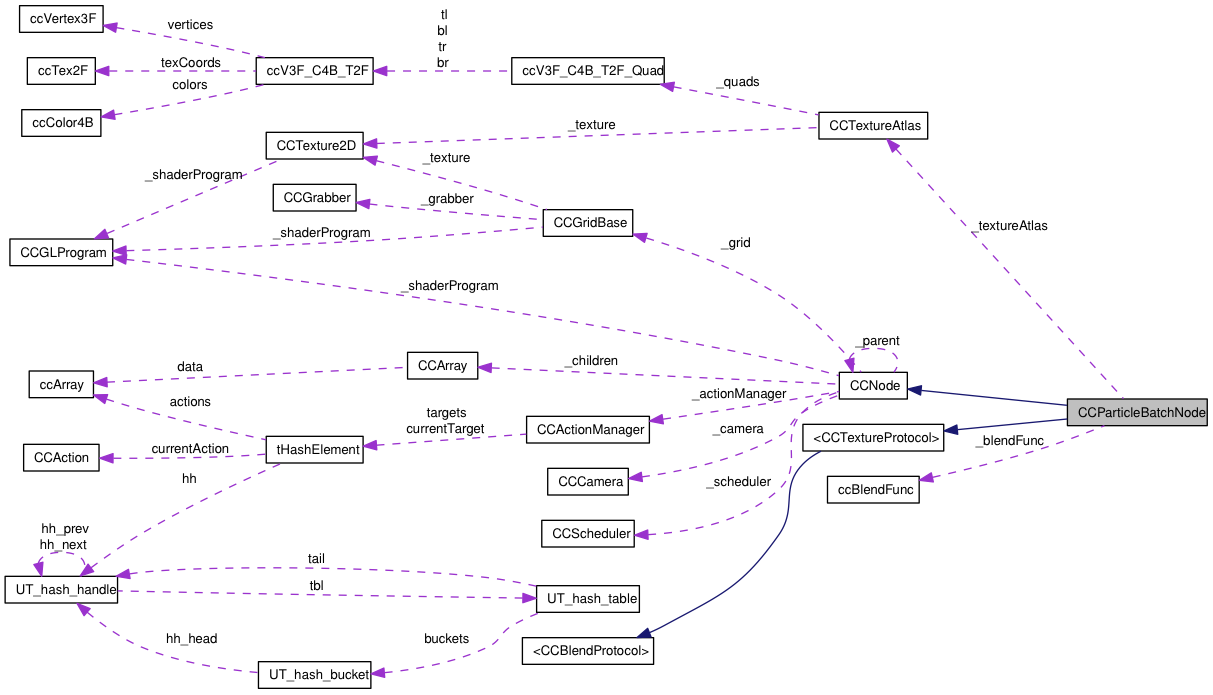 ccVertex3F
vertices
tl
bl
tr
br
ccTex2F
texCoords
ccV3F_C4B_T2F
ccV3F_C4B_T2F_Quad
_quads
colors
ccColor4B
CCTextureAtlas
_texture
CCTexture2D
_texture
_shaderProgram
CCGrabber
_grabber
CCGridBase
_textureAtlas
_shaderProgram
CCGLProgram
_grid
_shaderProgram
_parent
data
CCArray
_children
ccArray
CCNode
actions
_actionManager
targets
currentTarget
CCParticleBatchNode
CCActionManager
_camera
<CCTextureProtocol>
_blendFunc
tHashElement
currentAction
CCAction
hh
CCCamera
_scheduler
ccBlendFunc
hh_prev
hh_next
CCScheduler
tail
tbl
UT_hash_handle
UT_hash_table
hh_head
buckets
<CCBlendProtocol>
UT_hash_bucket